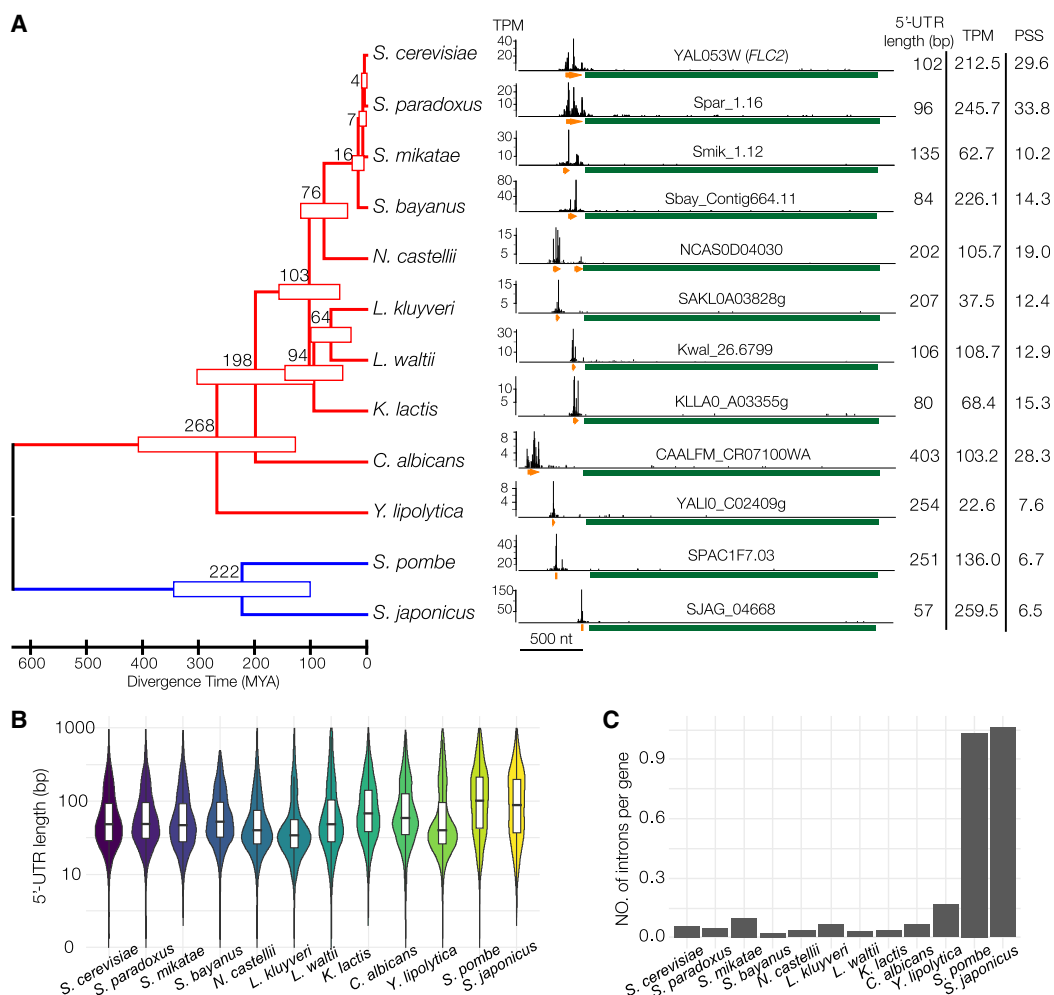 A
TPM
5'-UTR length (bp)
TPM
PSS
S. cerevisiae
40
20
0
YAL053W (FLC2)
102
212.5
29.6
4
S. paradoxus
20
10
Spar_1.16
96
245.7
33.8
7
S. mikatae
30
10
Smik_1.12
135
62.7
10.2
16
S. bayanus
80
40
Sbay_Contig664.11
84
226.1
14.3
76
N. castellii
15
5
NCAS0D04030
202
105.7
19.0
103
L. kluyveri
15
5
SAKL0A03828g
207
37.5
12.4
64
L. waltii
30
10
Kwal_26.6799
106
108.7
12.9
94
K. lactis
10
5
KLLA0_A03355g
80
68.4
15.3
198
C. albicans
8
4
CAALFM_CR07100WA
403
103.2
28.3
268
Y. lipolytica
8
4
YALI0_C02409g
254
22.6
7.6
S. pombe
40
20
SPAC1F7.03
251
136.0
6.7
222
S. japonicus
150
50
SJAG_04668
57
259.5
6.5
600
500
400
300
200
100
0
Divergence Time (MYA)
500 nt
B
5'-UTR length (bp)
1000
100
10
0
S. cerevisiae
S. paradoxus
S. mikatae
S. bayanus
N. castellii
L. kluyveri
L. waltii
K. lactis
C. albicans
Y. lipolytica
S. pombe
S. japonicus
C
NO. of introns per gene
0.9
0.6
0.3
0.0
S. cerevisiae
S. paradoxus
S. mikatae
S. bayanus
N. castellii
L. kluyveri
L. waltii
K. lactis
C. albicans
Y. lipolytica
S. pombe
S. japonicus